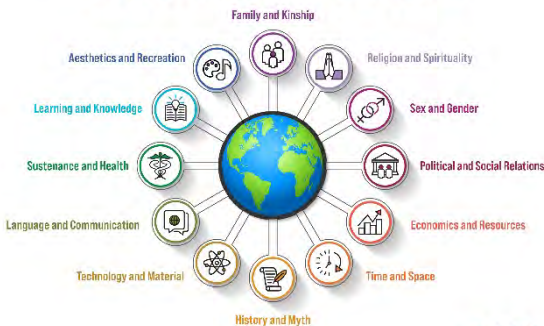 Family and Kinship
Aesthetics and Recreation
Religion and Spirituality
Learning and Knowledge
Sex and Gender
Sustenance and Health
Political and Social Relations
Language and Communication
Economics and Resources
Technology and Material
Time and Space
History and Myth